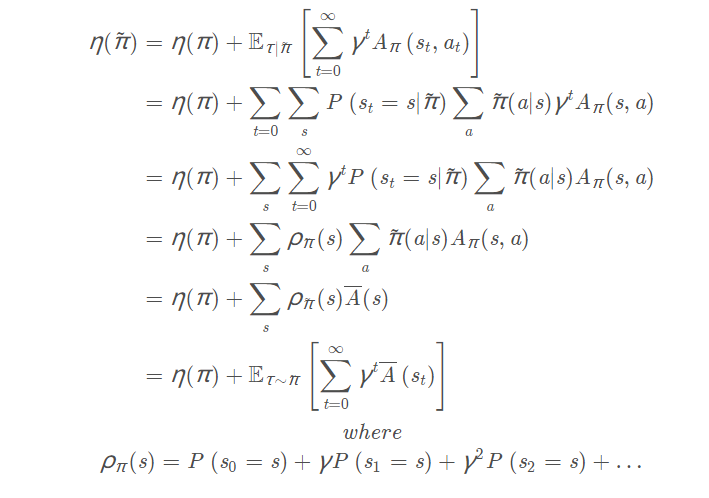 η(π̃) = η(π) + 𝔼_{τ|π̃} [∑_{t=0}^{∞} γ^t A_π (s_t, a_t)]
= η(π) + ∑_{t=0} ∑_s P (s_t = s|π̃) ∑_a π̃(a|s)γ^t A_π(s, a)
= η(π) + ∑_s ∑_{t=0}^{∞} γ^t P (s_t = s|π̃) ∑_a π̃(a|s)A_π(s, a)
= η(π) + ∑_s ρ_π(s) ∑_a π̃(a|s)A_π(s, a)
= η(π) + ∑_s ρ_π̃(s)A̅(s)
= η(π) + 𝔼_{τ∼π} [∑_{t=0}^{∞} γ^t A̅ (s_t)]
where
ρ_π(s) = P (s_0 = s) + γP (s_1 = s) + γ^2 P (s_2 = s) + …